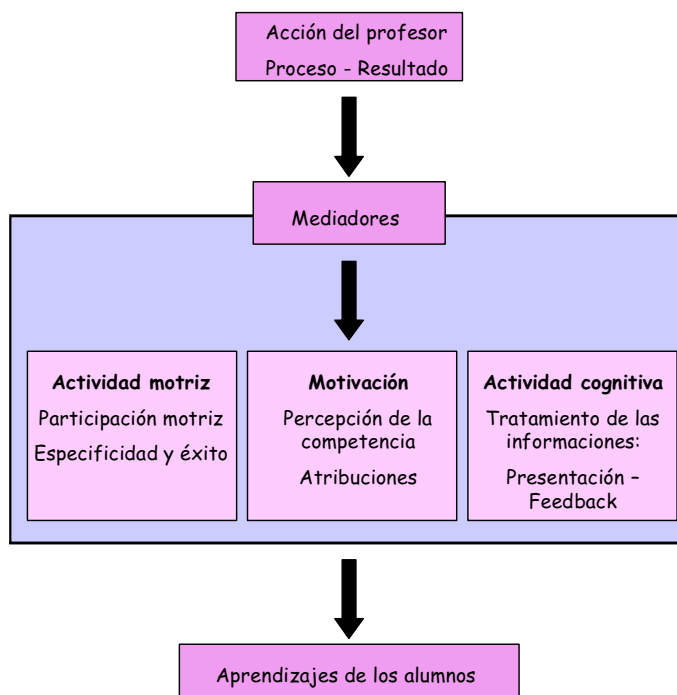 Acción del profesor
Proceso - Resultado
Mediadores
Actividad motriz
Participación motriz
Especificidad y éxito
Motivación
Percepción de la
competencia
Atribuciones
Actividad cognitiva
Tratamiento de las
informaciones:
Presentación –
Feedback
Aprendizajes de los alumnos